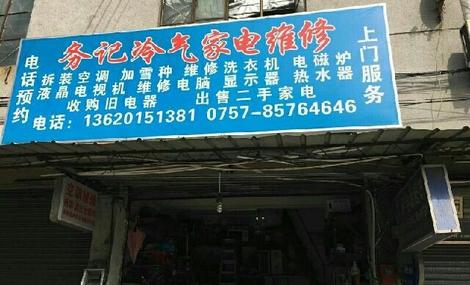 务记冷气家电维修
电话预约
上门服务
拆装空调 加雪种 维修洗衣机 电磁炉
液晶电视机 维修电脑 显示器 热水器
收购旧电器 出售二手家电
电话：13620151381 0757-85764646